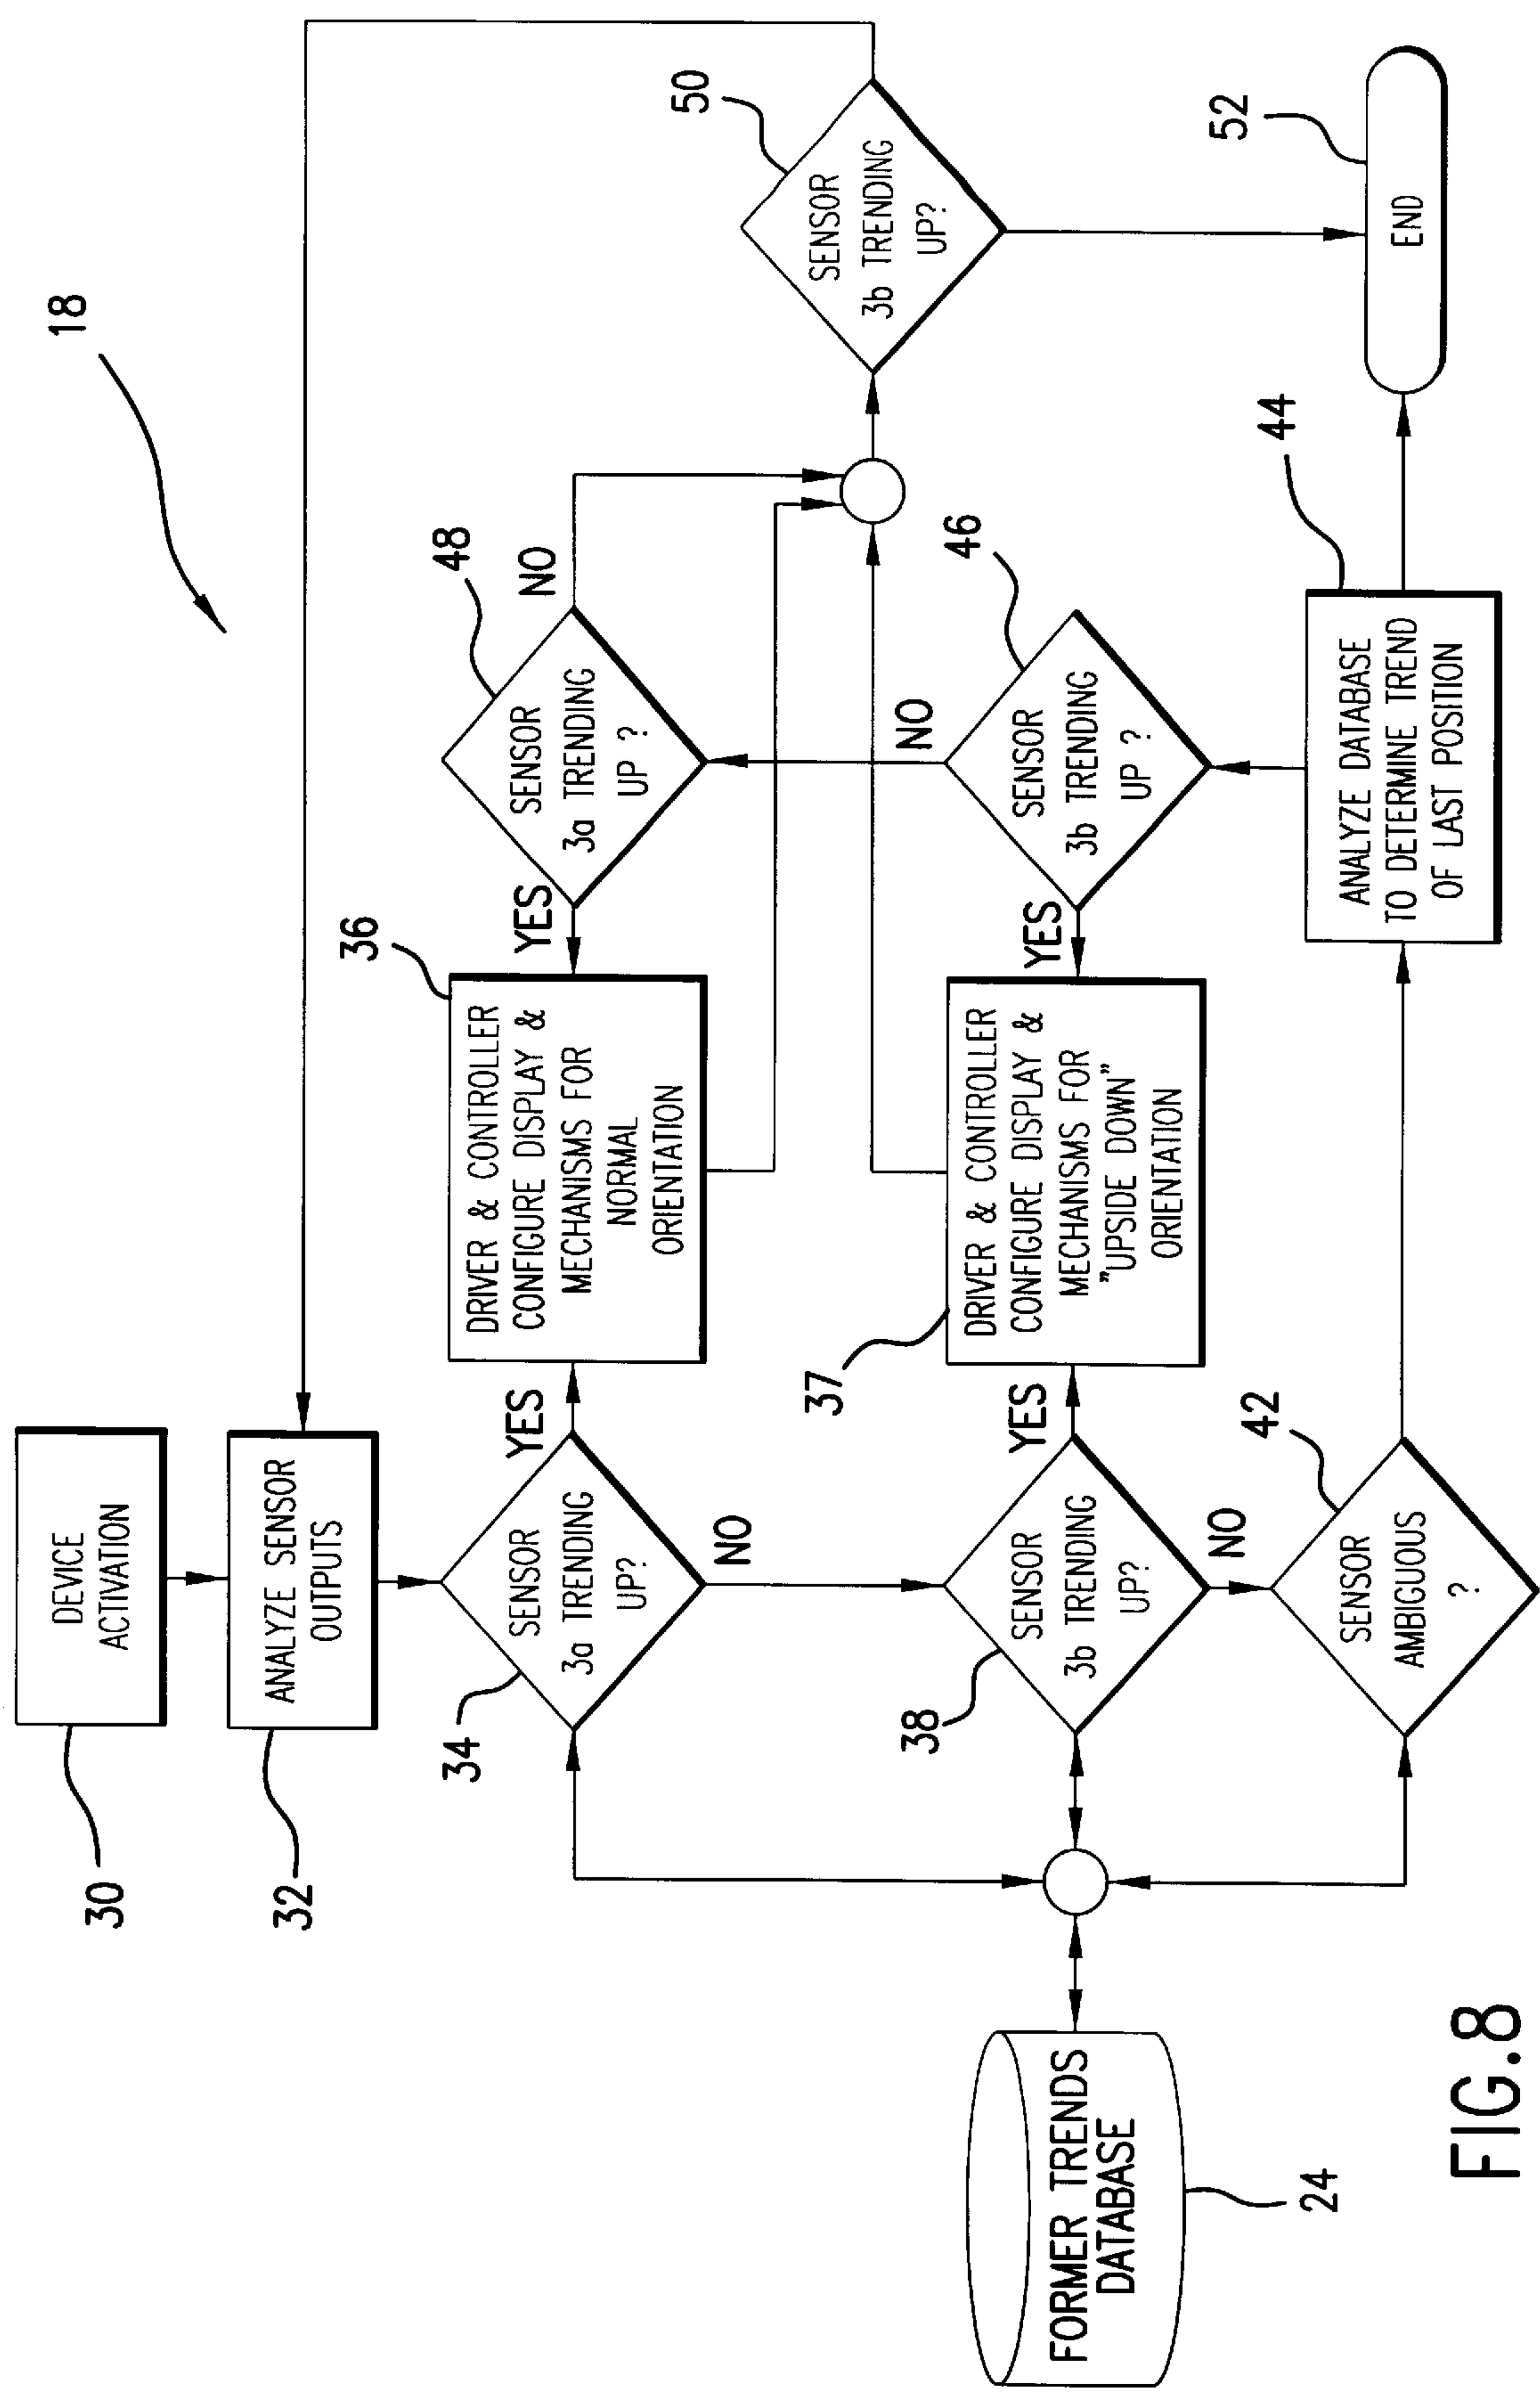 18
30
DEVICE
ACTIVATION
32
ANALYZE SENSOR
OUTPUTS
34
SENSOR
3a TRENDING
UP?
YES
NO
36
DRIVER & CONTROLLER
CONFIGURE DISPLAY &
MECHANISMS FOR
NORMAL
ORIENTATION
YES
48
SENSOR
3a TRENDING
UP ?
NO
50
SENSOR
3b TRENDING
UP?
38
SENSOR
3b TRENDING
UP?
YES
NO
37
DRIVER & CONTROLLER
CONFIGURE DISPLAY &
MECHANISMS FOR
"UPSIDE DOWN"
ORIENTATION
YES
46
SENSOR
3b TRENDING
UP ?
NO
FORMER TRENDS
DATABASE
24
42
SENSOR
AMBIGUOUS
?
44
ANALYZE DATABASE
TO DETERMINE TREND
OF LAST POSITION
52
END
FIG.8